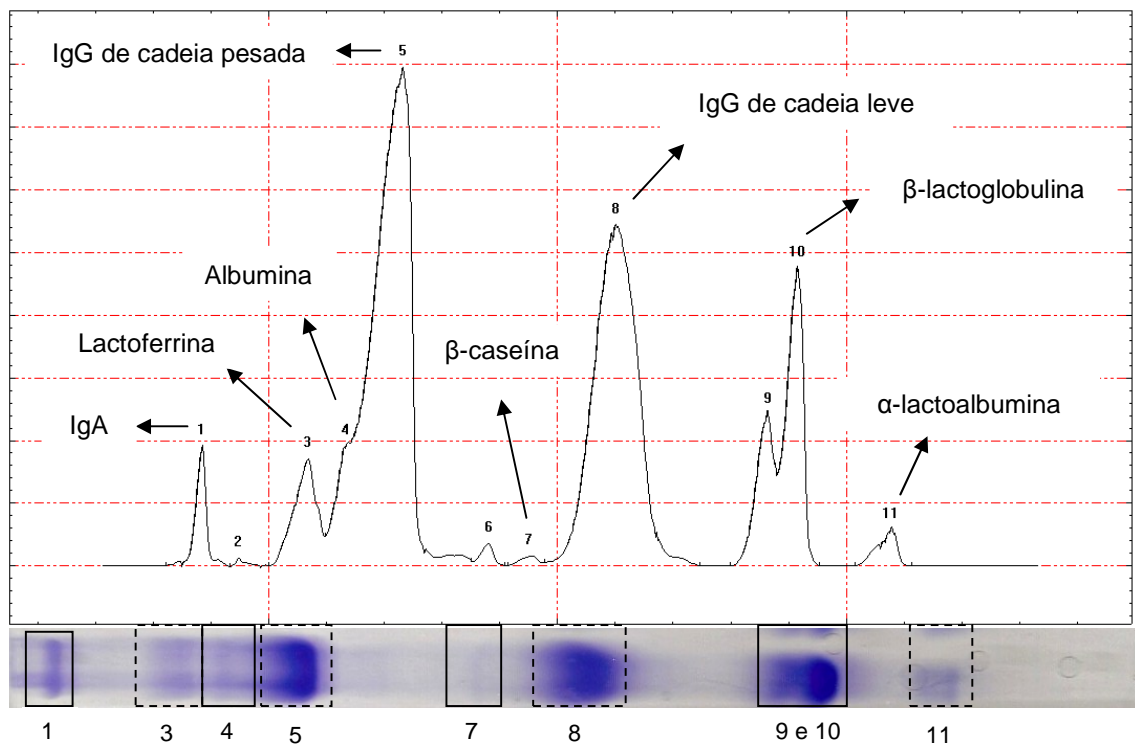 IgG de cadeia pesada
5
IgG de cadeia leve
8
β-lactoglobulina
10
Albumina
4
Lactoferrina
3
β-caseína
7
6
IgA
1
2
9
α-lactoalbumina
11
1
3
4
5
7
8
9 e 10
11